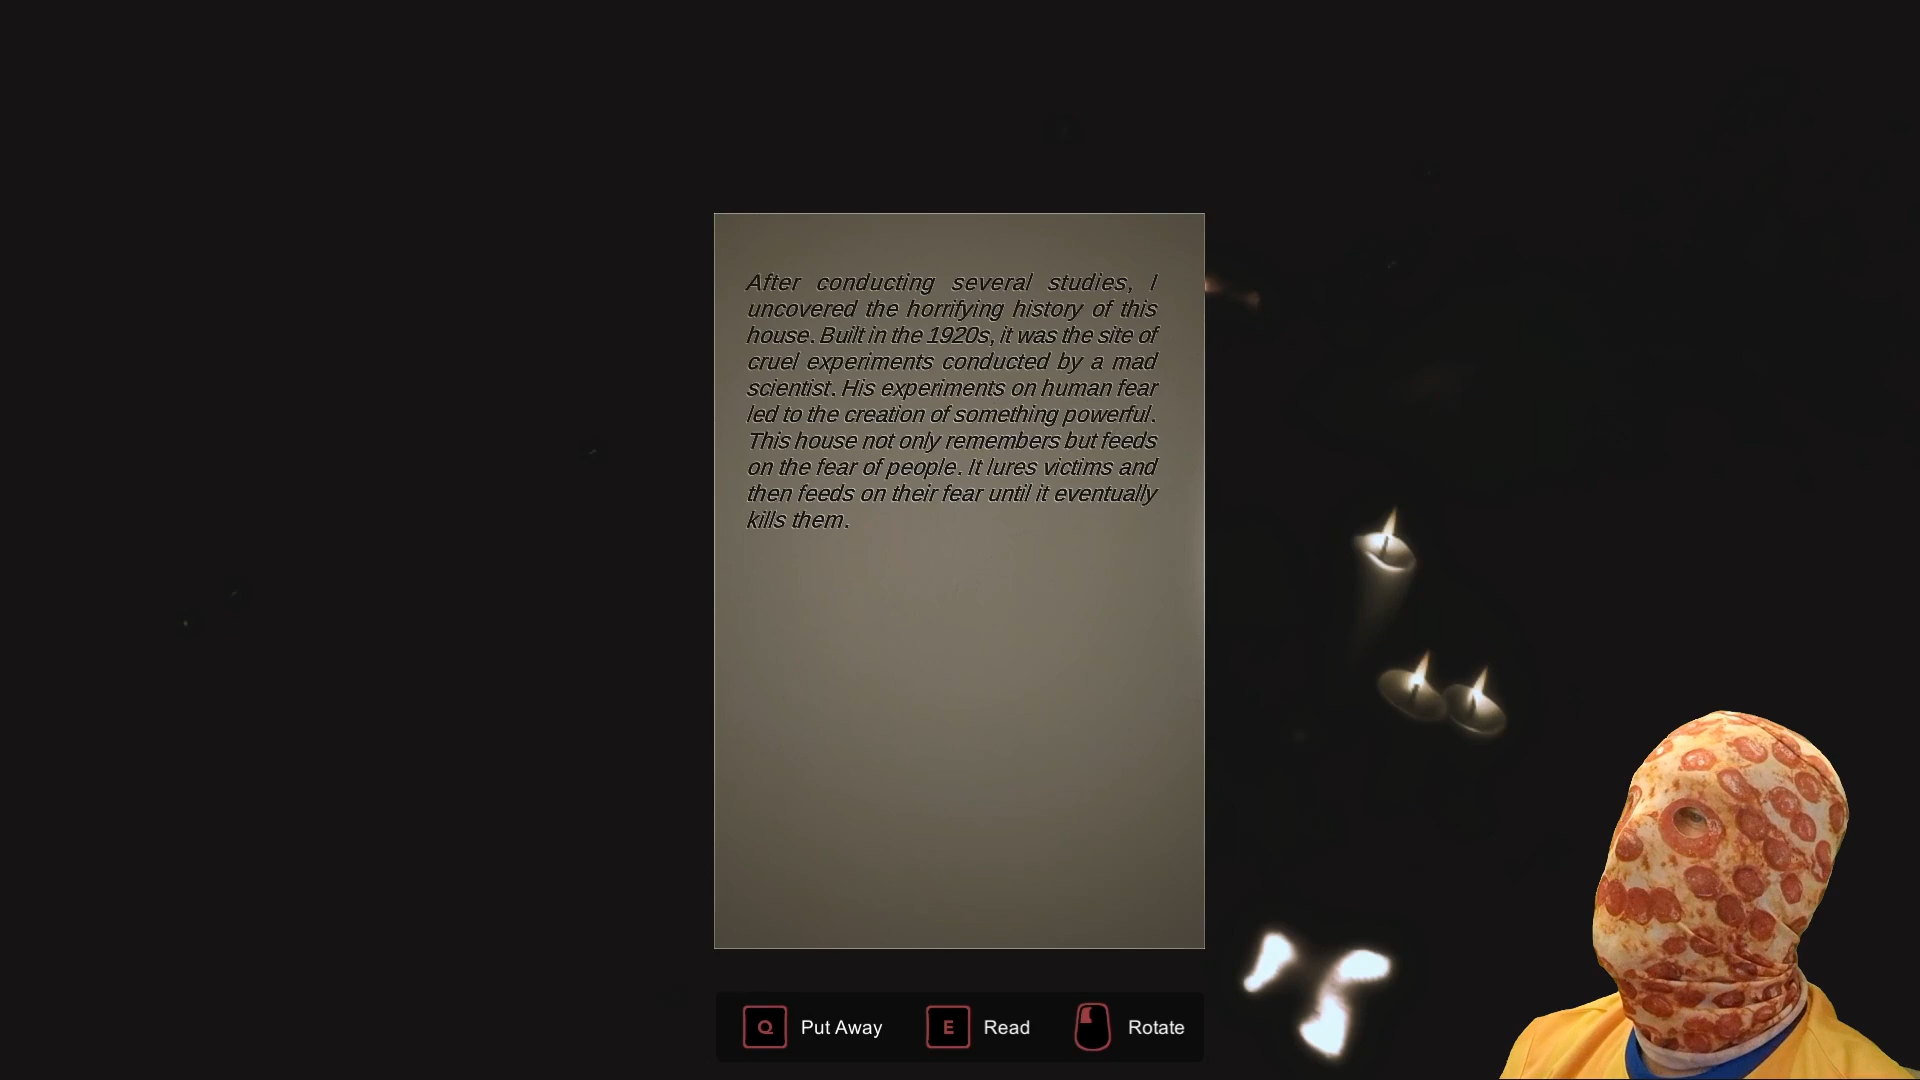 After conducting several studies, I
uncovered the horrifying history of this
house. Built in the 1920s, it was the site of
cruel experiments conducted by a mad
scientist. His experiments on human fear
led to the creation of something powerful.
This house not only remembers but feeds
on the fear of people. It lures victims and
then feeds on their fear until it eventually
kills them.
Q Put Away E Read Rotate